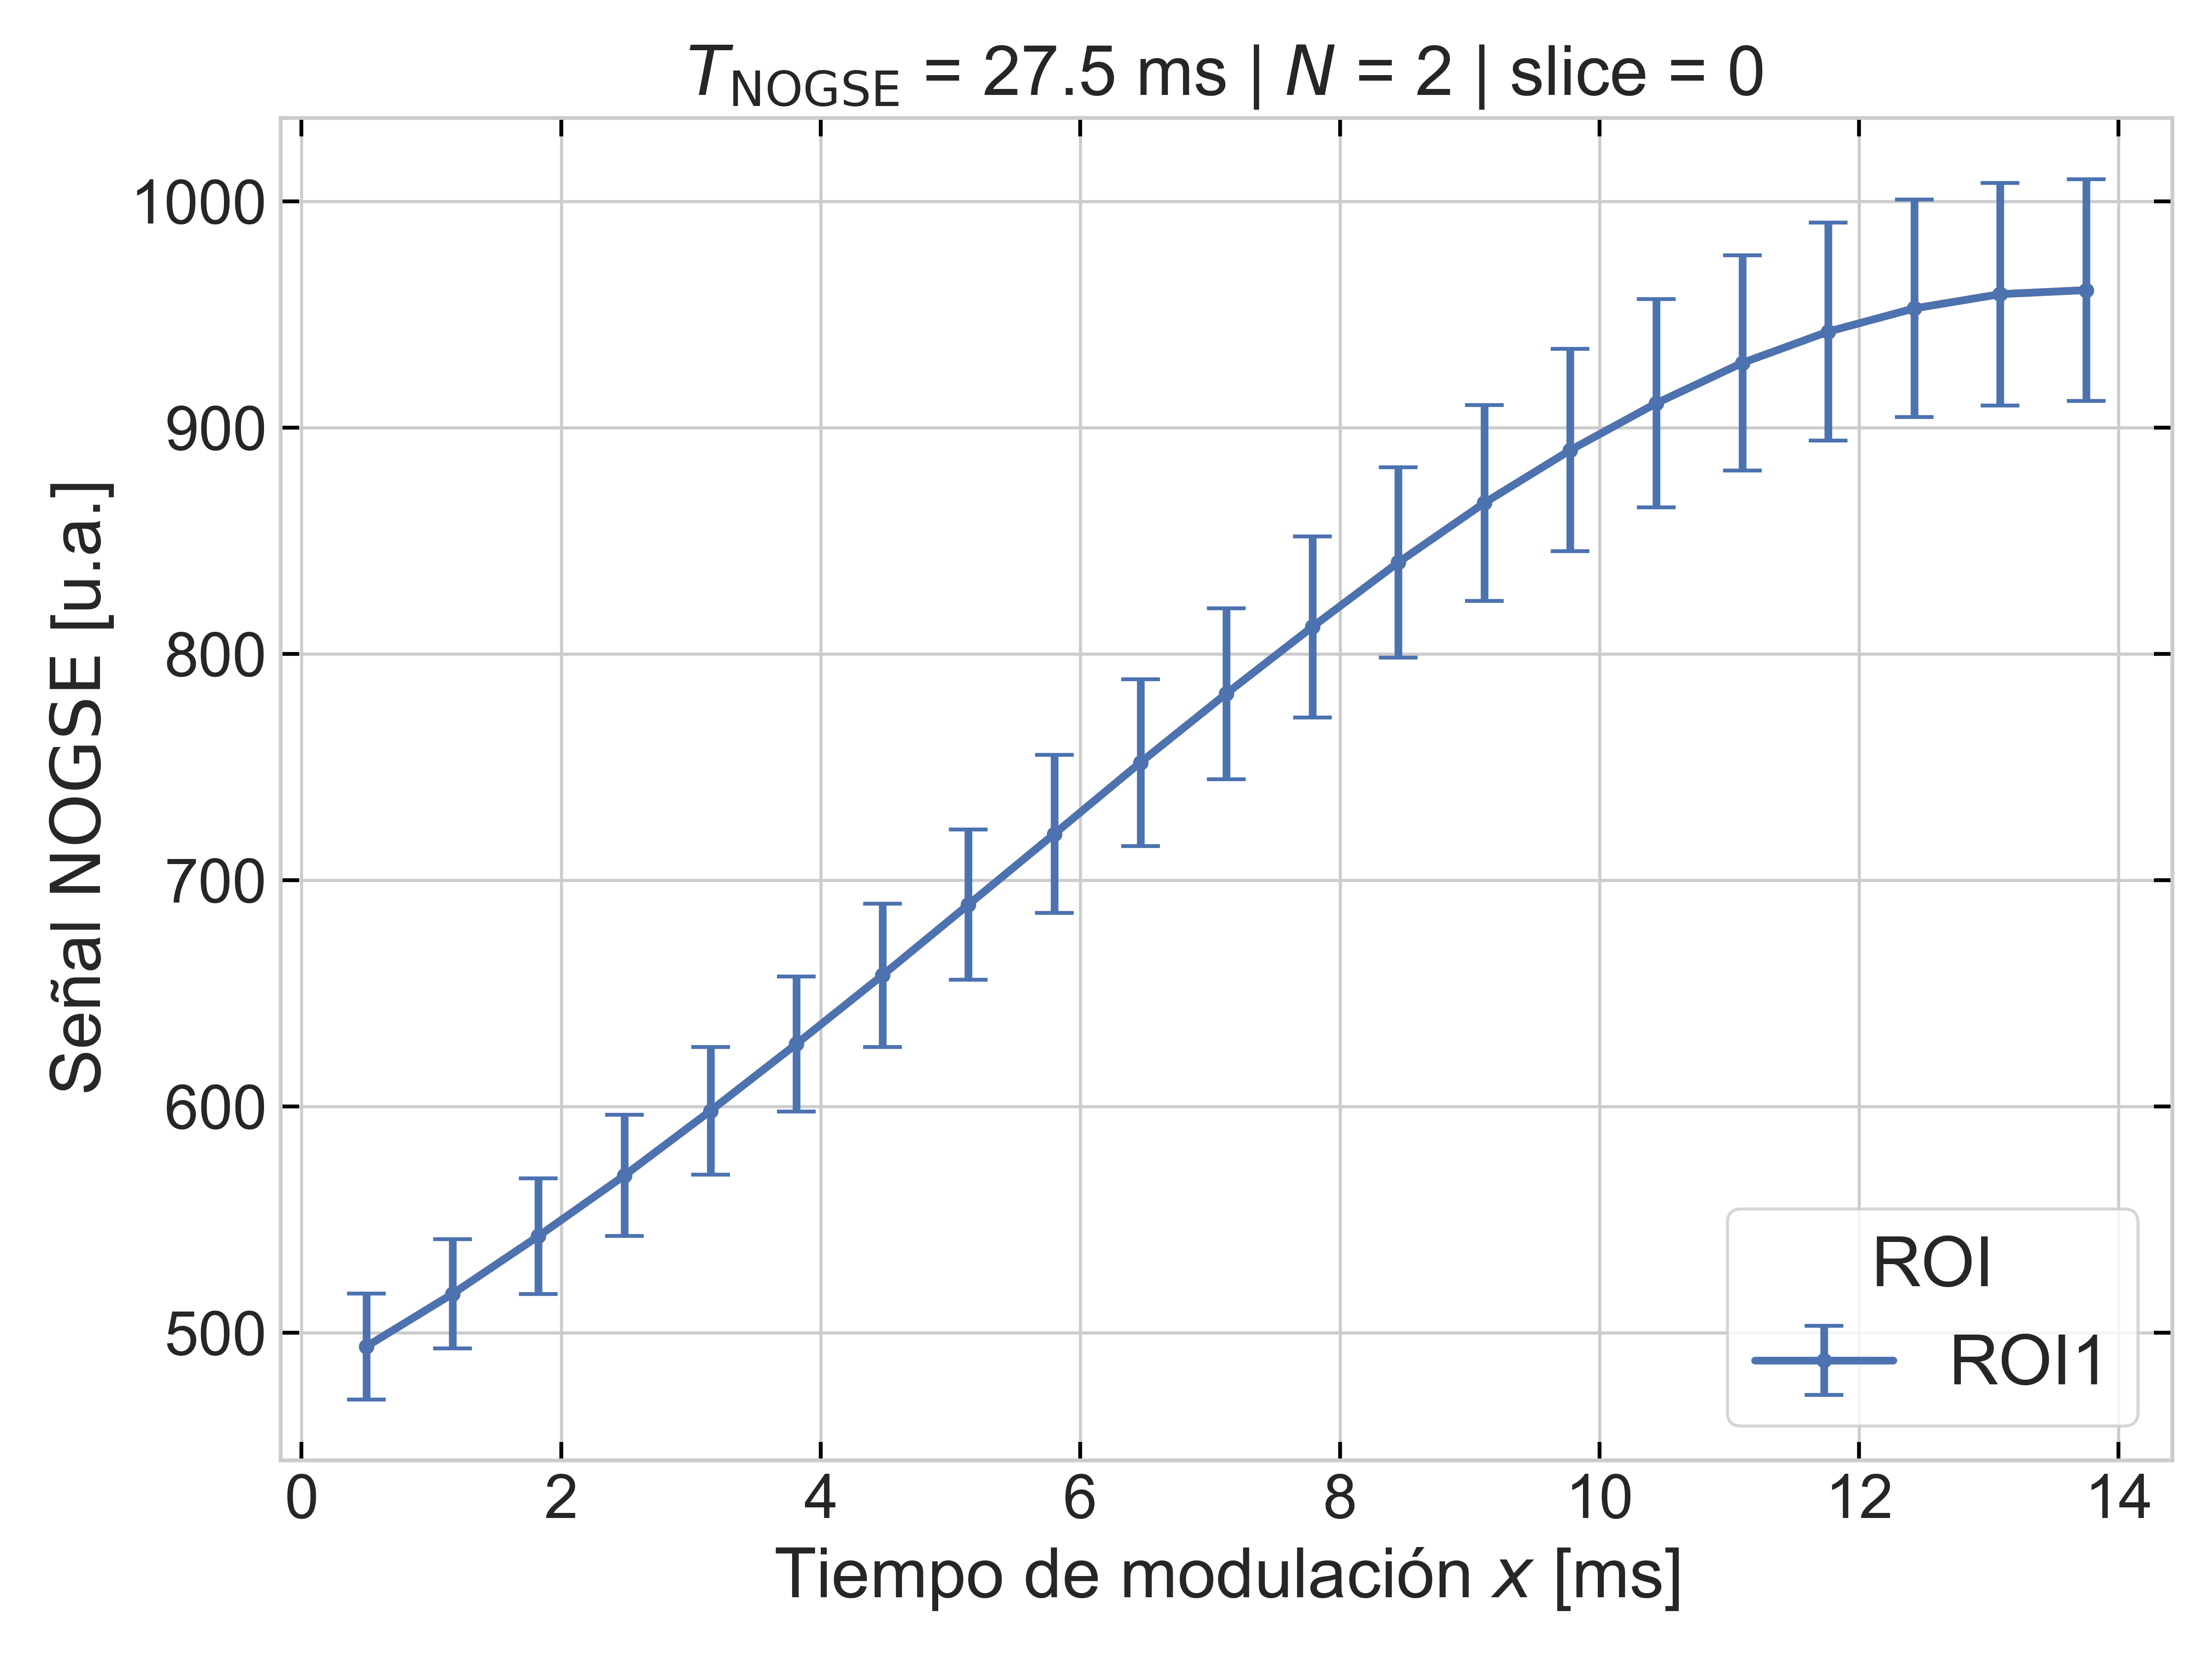 T_NOGSE = 27.5 ms | N = 2 | slice = 0
Señal NOGSE [u.a.]
1000
900
800
700
600
500
ROI
ROI1
0 2 4 6 8 10 12 14
Tiempo de modulación x [ms]